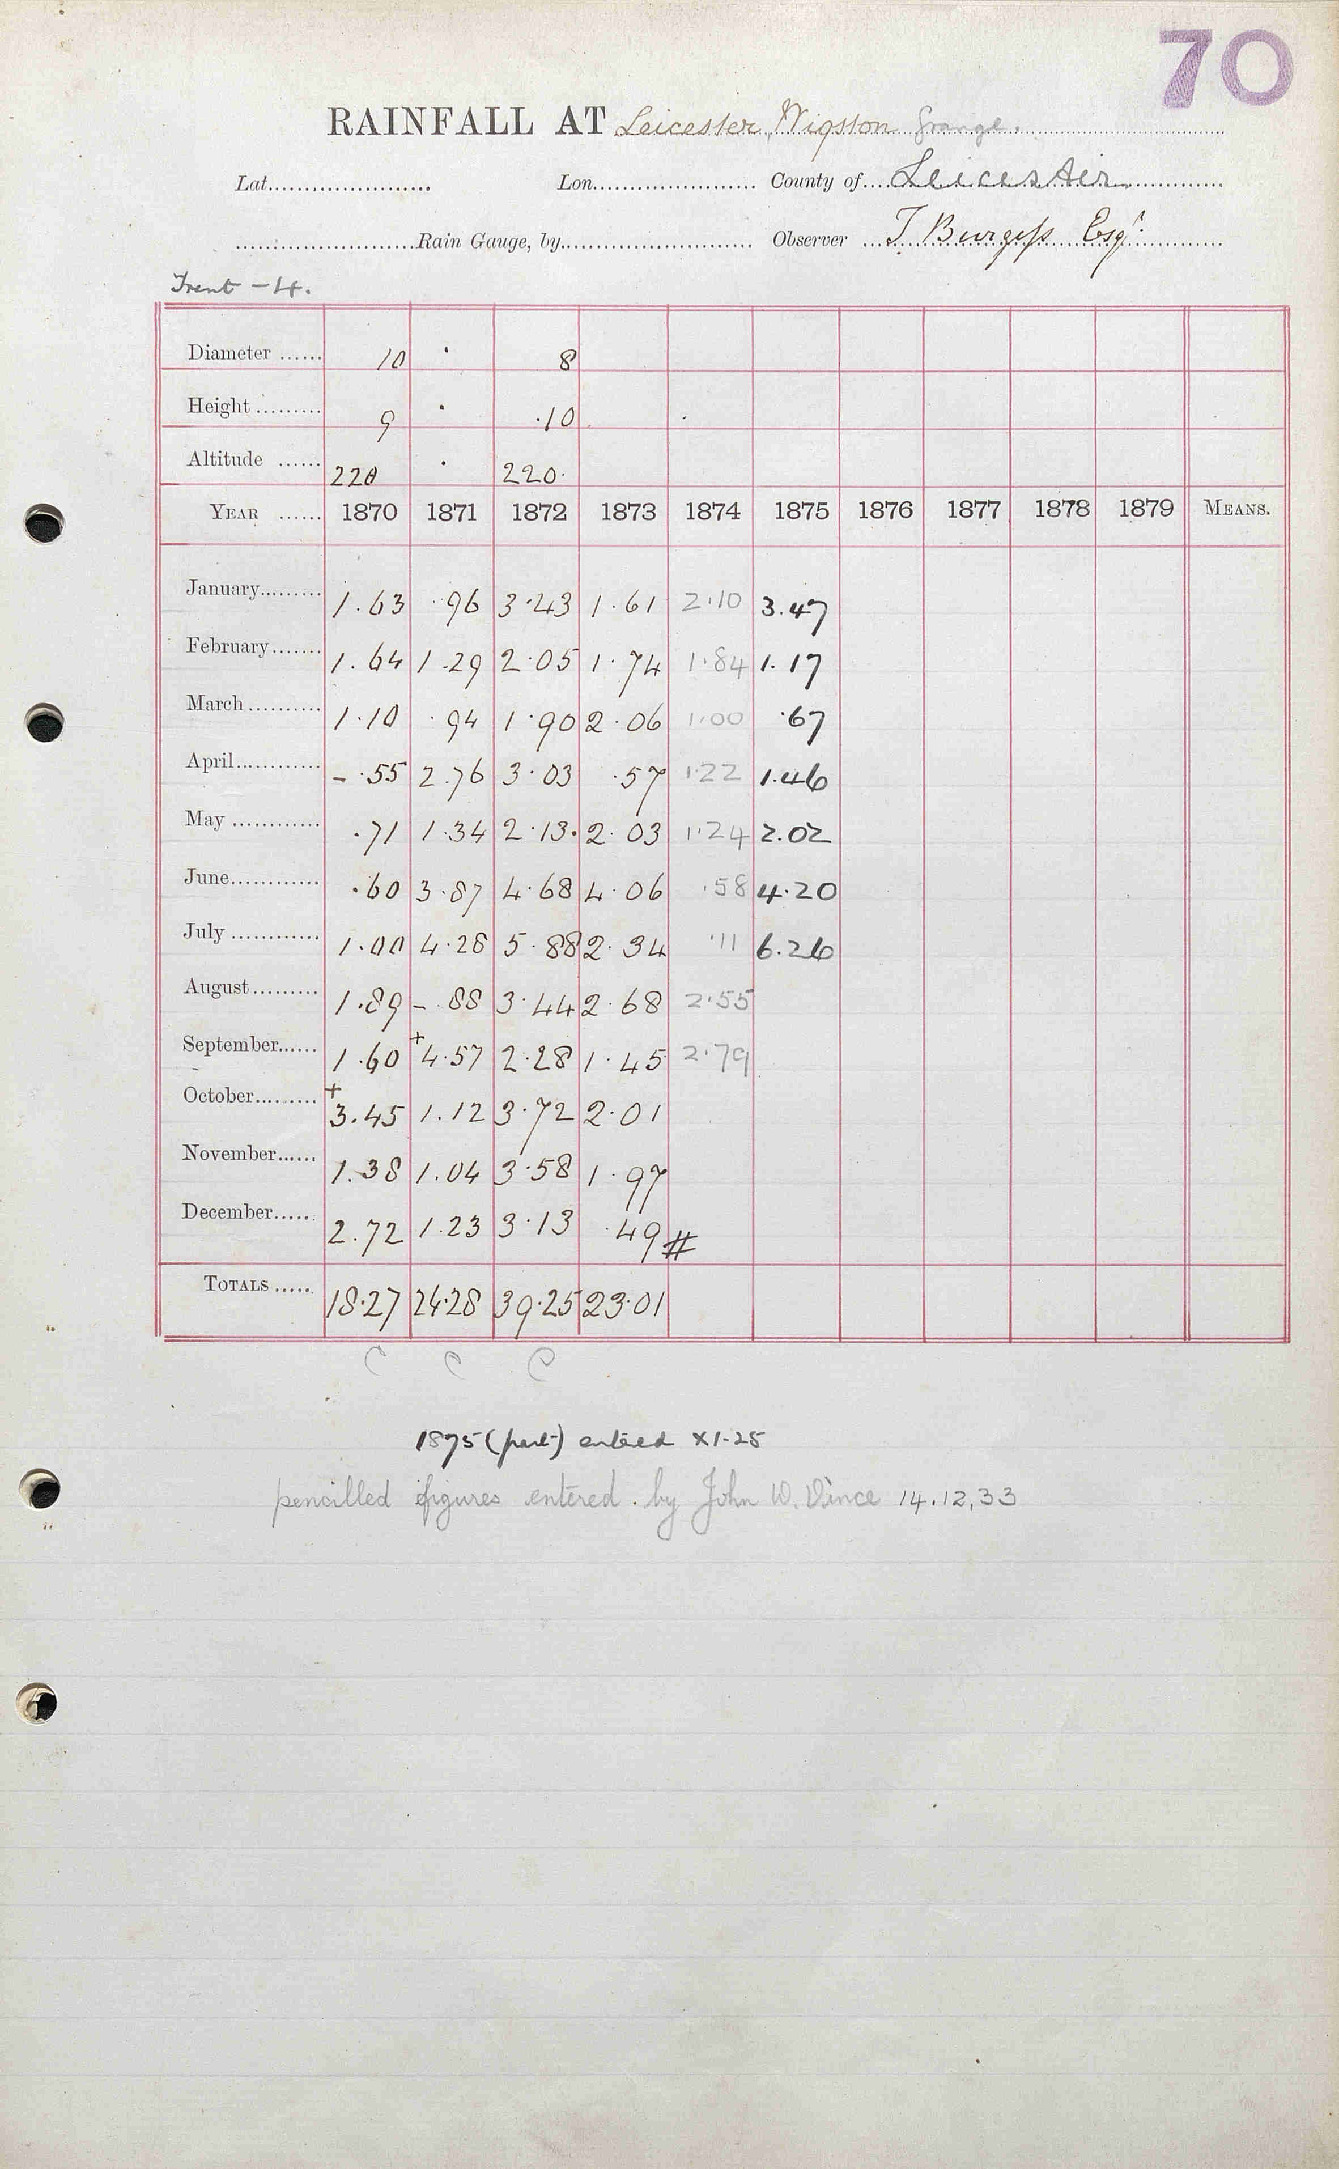 70
RAINFALL AT Leicester, Wigston Grange.
Lat. Lon. County of Leicester
Rain Gauge, by Observer T. Burgess Esqr
Trent - 4.
Diameter 10 . 8
Height 9 . .10 .
Altitude 220 . 220.
YEAR 1870 1871 1872 1873 1874 1875 1876 1877 1878 1879 MEANS.
January 1.63 .96 3.43 1.61 2.10 3.47
February 1.64 1.29 2.05 1.74 1.84 1.17
March 1.10 .94 1.90 2.06 1.00 .67
April - .55 2.76 3.03 .57 1.22 1.46
May .71 1.34 2.13. 2.03 1.24 2.02
June .60 3.87 4.68 4.06 .58 4.20
July 1.00 4.28 5.88 2.34 .11 6.26
August 1.89 - .88 3.44 2.68 2.55
September 1.60 +4.57 2.28 1.45 2.79
October +3.45 1.12 3.72 2.01
November 1.38 1.04 3.58 1.97
December 2.72 1.23 3.13 .49 #
TOTALS 18.27 24.28 39.25 23.01
C C C
1875 (part) entered X1.25
pencilled figures entered by John W. Vince 14.12,33